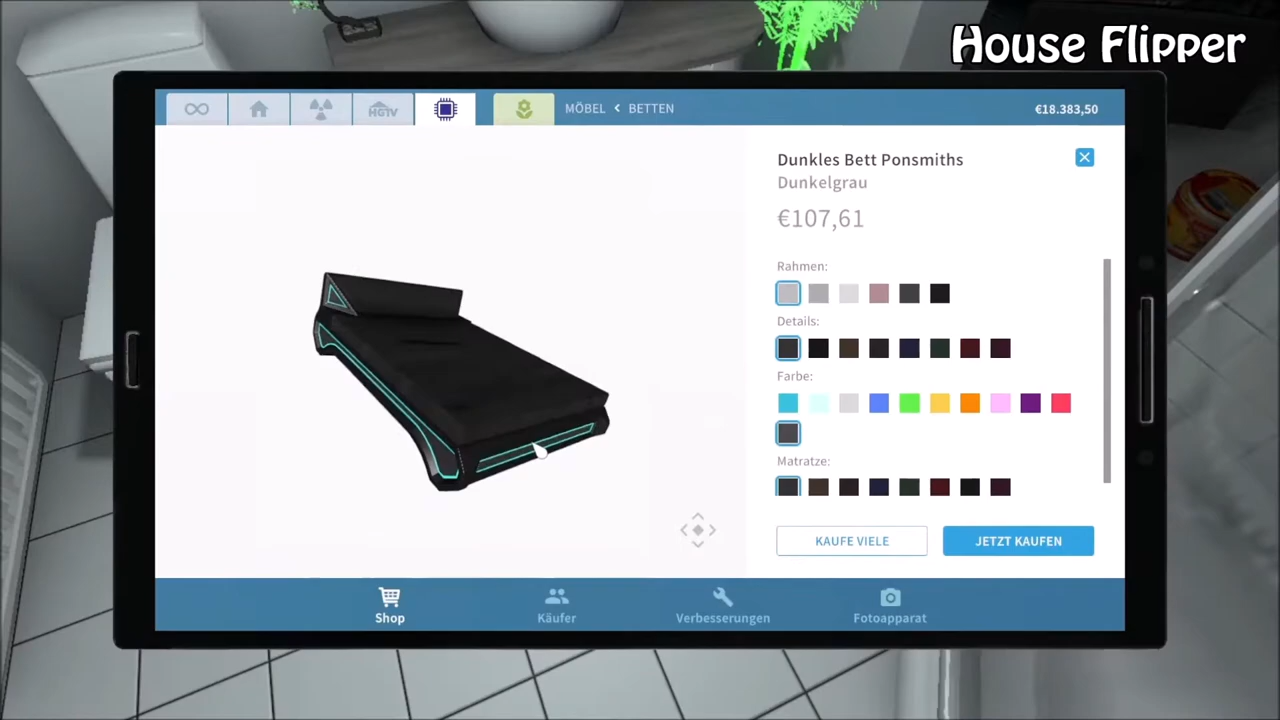 House Flipper
HGTV
MÖBEL < BETTEN
€18.383,50
Dunkles Bett Ponsmiths
Dunkelgrau
€107,61
Rahmen:
Details:
Farbe:
Matratze:
KAUFE VIELE
JETZT KAUFEN
Shop
Käufer
Verbesserungen
Fotoapparat